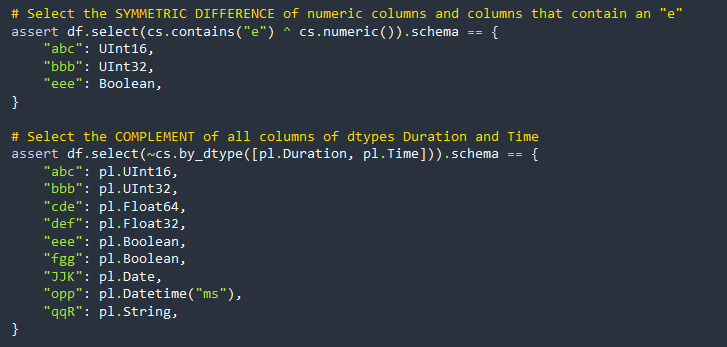 # Select the SYMMETRIC DIFFERENCE of numeric columns and columns that contain an "e"
assert df.select(cs.contains("e") ^ cs.numeric()).schema == {
    "abc": UInt16,
    "bbb": UInt32,
    "eee": Boolean,
}

# Select the COMPLEMENT of all columns of dtypes Duration and Time
assert df.select(~cs.by_dtype([pl.Duration, pl.Time])).schema == {
    "abc": pl.UInt16,
    "bbb": pl.UInt32,
    "cde": pl.Float64,
    "def": pl.Float32,
    "eee": pl.Boolean,
    "fgg": pl.Boolean,
    "JJK": pl.Date,
    "opp": pl.Datetime("ms"),
    "qqR": pl.String,
}